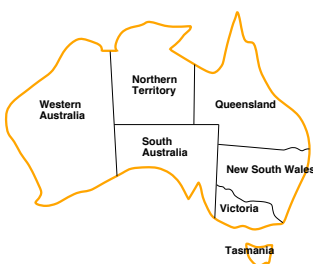 Northern
Territory
Western
Australia
Queensland
South
Australia
New South Wales
Victoria
Tasmania